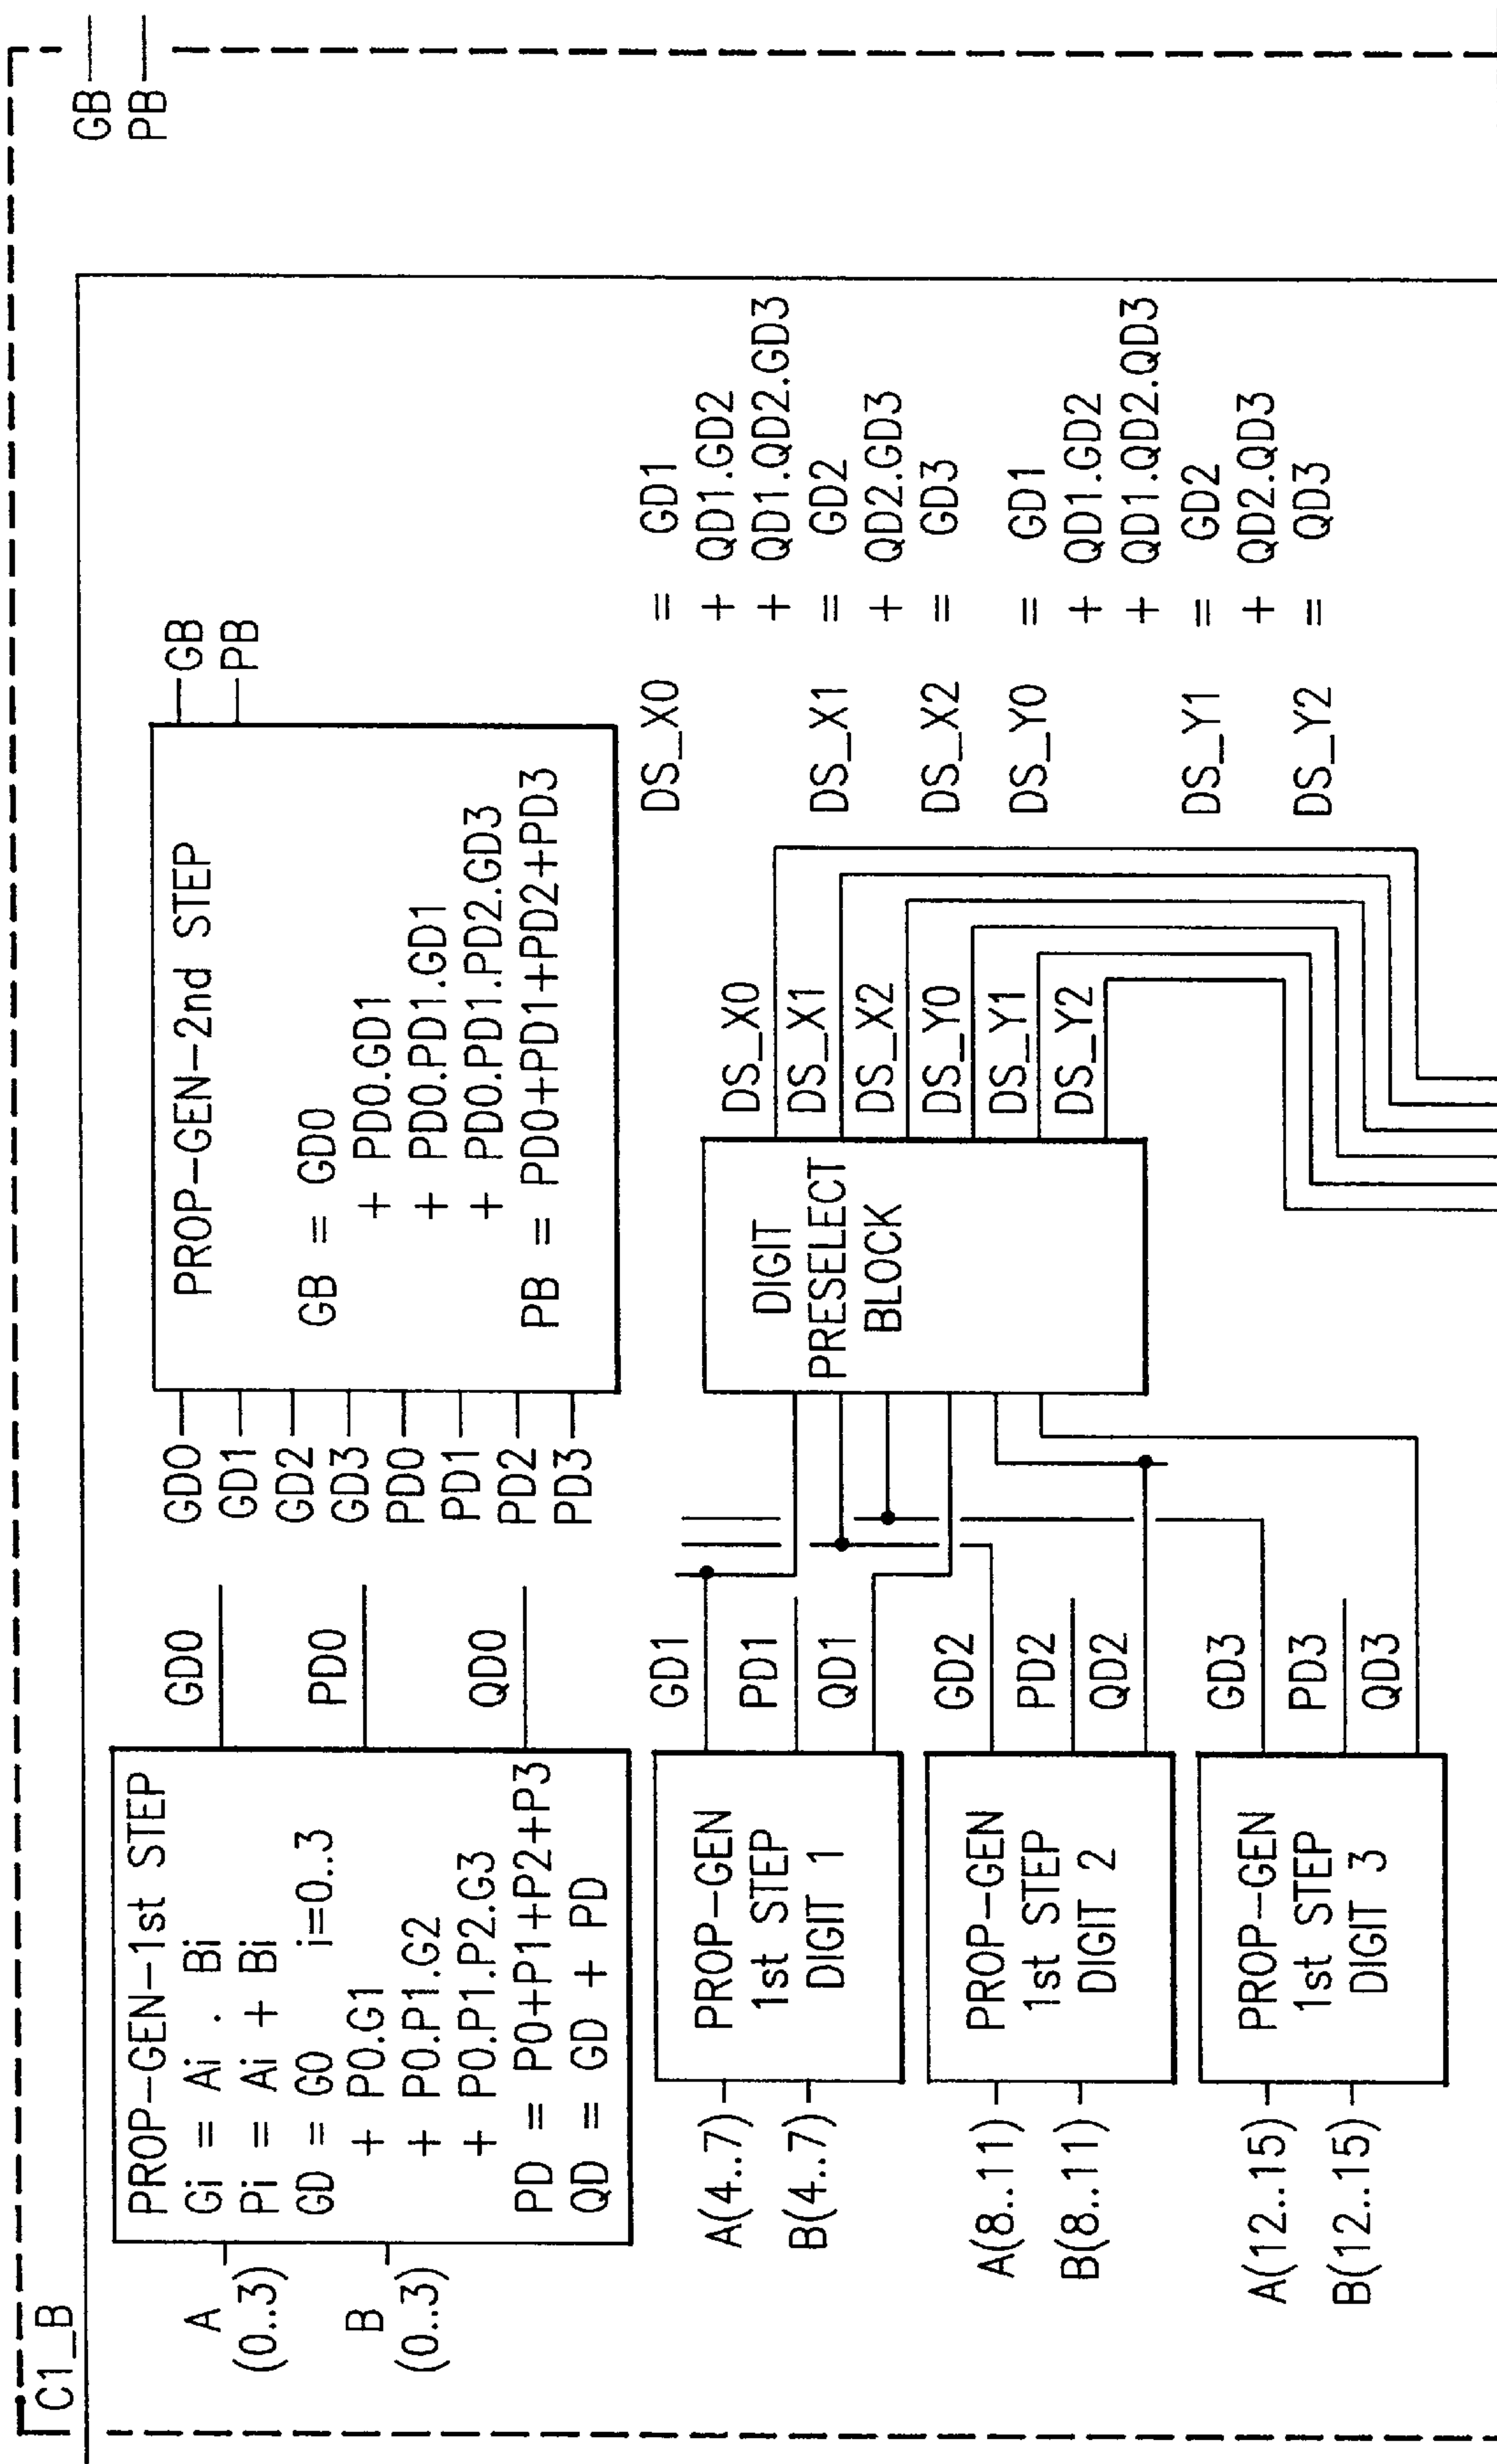 C1_B
GB
PB
A
(0..3)
B
(0..3)
PROP-GEN-1st STEP
Gi = Ai . Bi
Pi = Ai + Bi i=0..3
GD = G0
+ P0.G1
+ P0.P1.G2
+ P0.P1.P2.G3
PD = P0+P1+P2+P3
QD = GD + PD
GD0
PD0
QD0
GD0
GD1
GD2
GD3
PD0
PD1
PD2
PD3
PROP-GEN-2nd STEP
GB = GD0
+ PD0.GD1
+ PD0.PD1.GD1
+ PD0.PD1.PD2.GD3
PB = PD0+PD1+PD2+PD3
GB
PB
A(4..7)
B(4..7)
PROP-GEN
1st STEP
DIGIT 1
GD1
PD1
QD1
A(8..11)
B(8..11)
PROP-GEN
1st STEP
DIGIT 2
GD2
PD2
QD2
A(12..15)
B(12..15)
PROP-GEN
1st STEP
DIGIT 3
GD3
PD3
QD3
DIGIT
PRESELECT
BLOCK
DS_X0
DS_X1
DS_X2
DS_Y0
DS_Y1
DS_Y2
DS_X0 = GD1
+ QD1.GD2
+ QD1.QD2.GD3
DS_X1 = GD2
+ QD2.GD3
DS_X2 = GD3
DS_Y0 = GD1
+ QD1.GD2
+ QD1.QD2.QD3
DS_Y1 = GD2
+ QD2.QD3
DS_Y2 = QD3